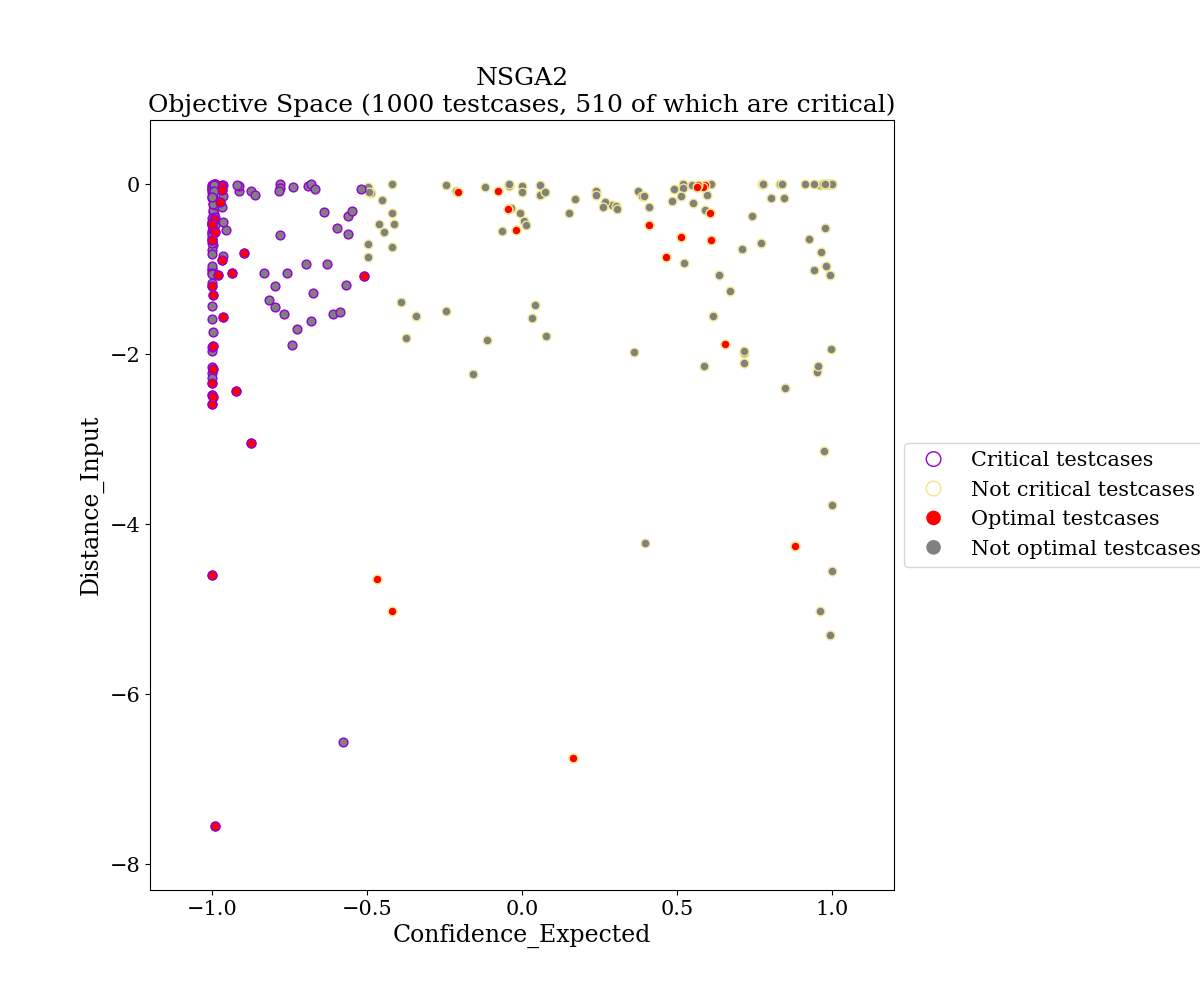 NSGA2
Objective Space (1000 testcases, 510 of which are critical)
0
−2
−4
−6
−8
Distance_Input
−1.0
−0.5
0.0
0.5
1.0
Confidence_Expected
Critical testcases
Not critical testcases
Optimal testcases
Not optimal testcases